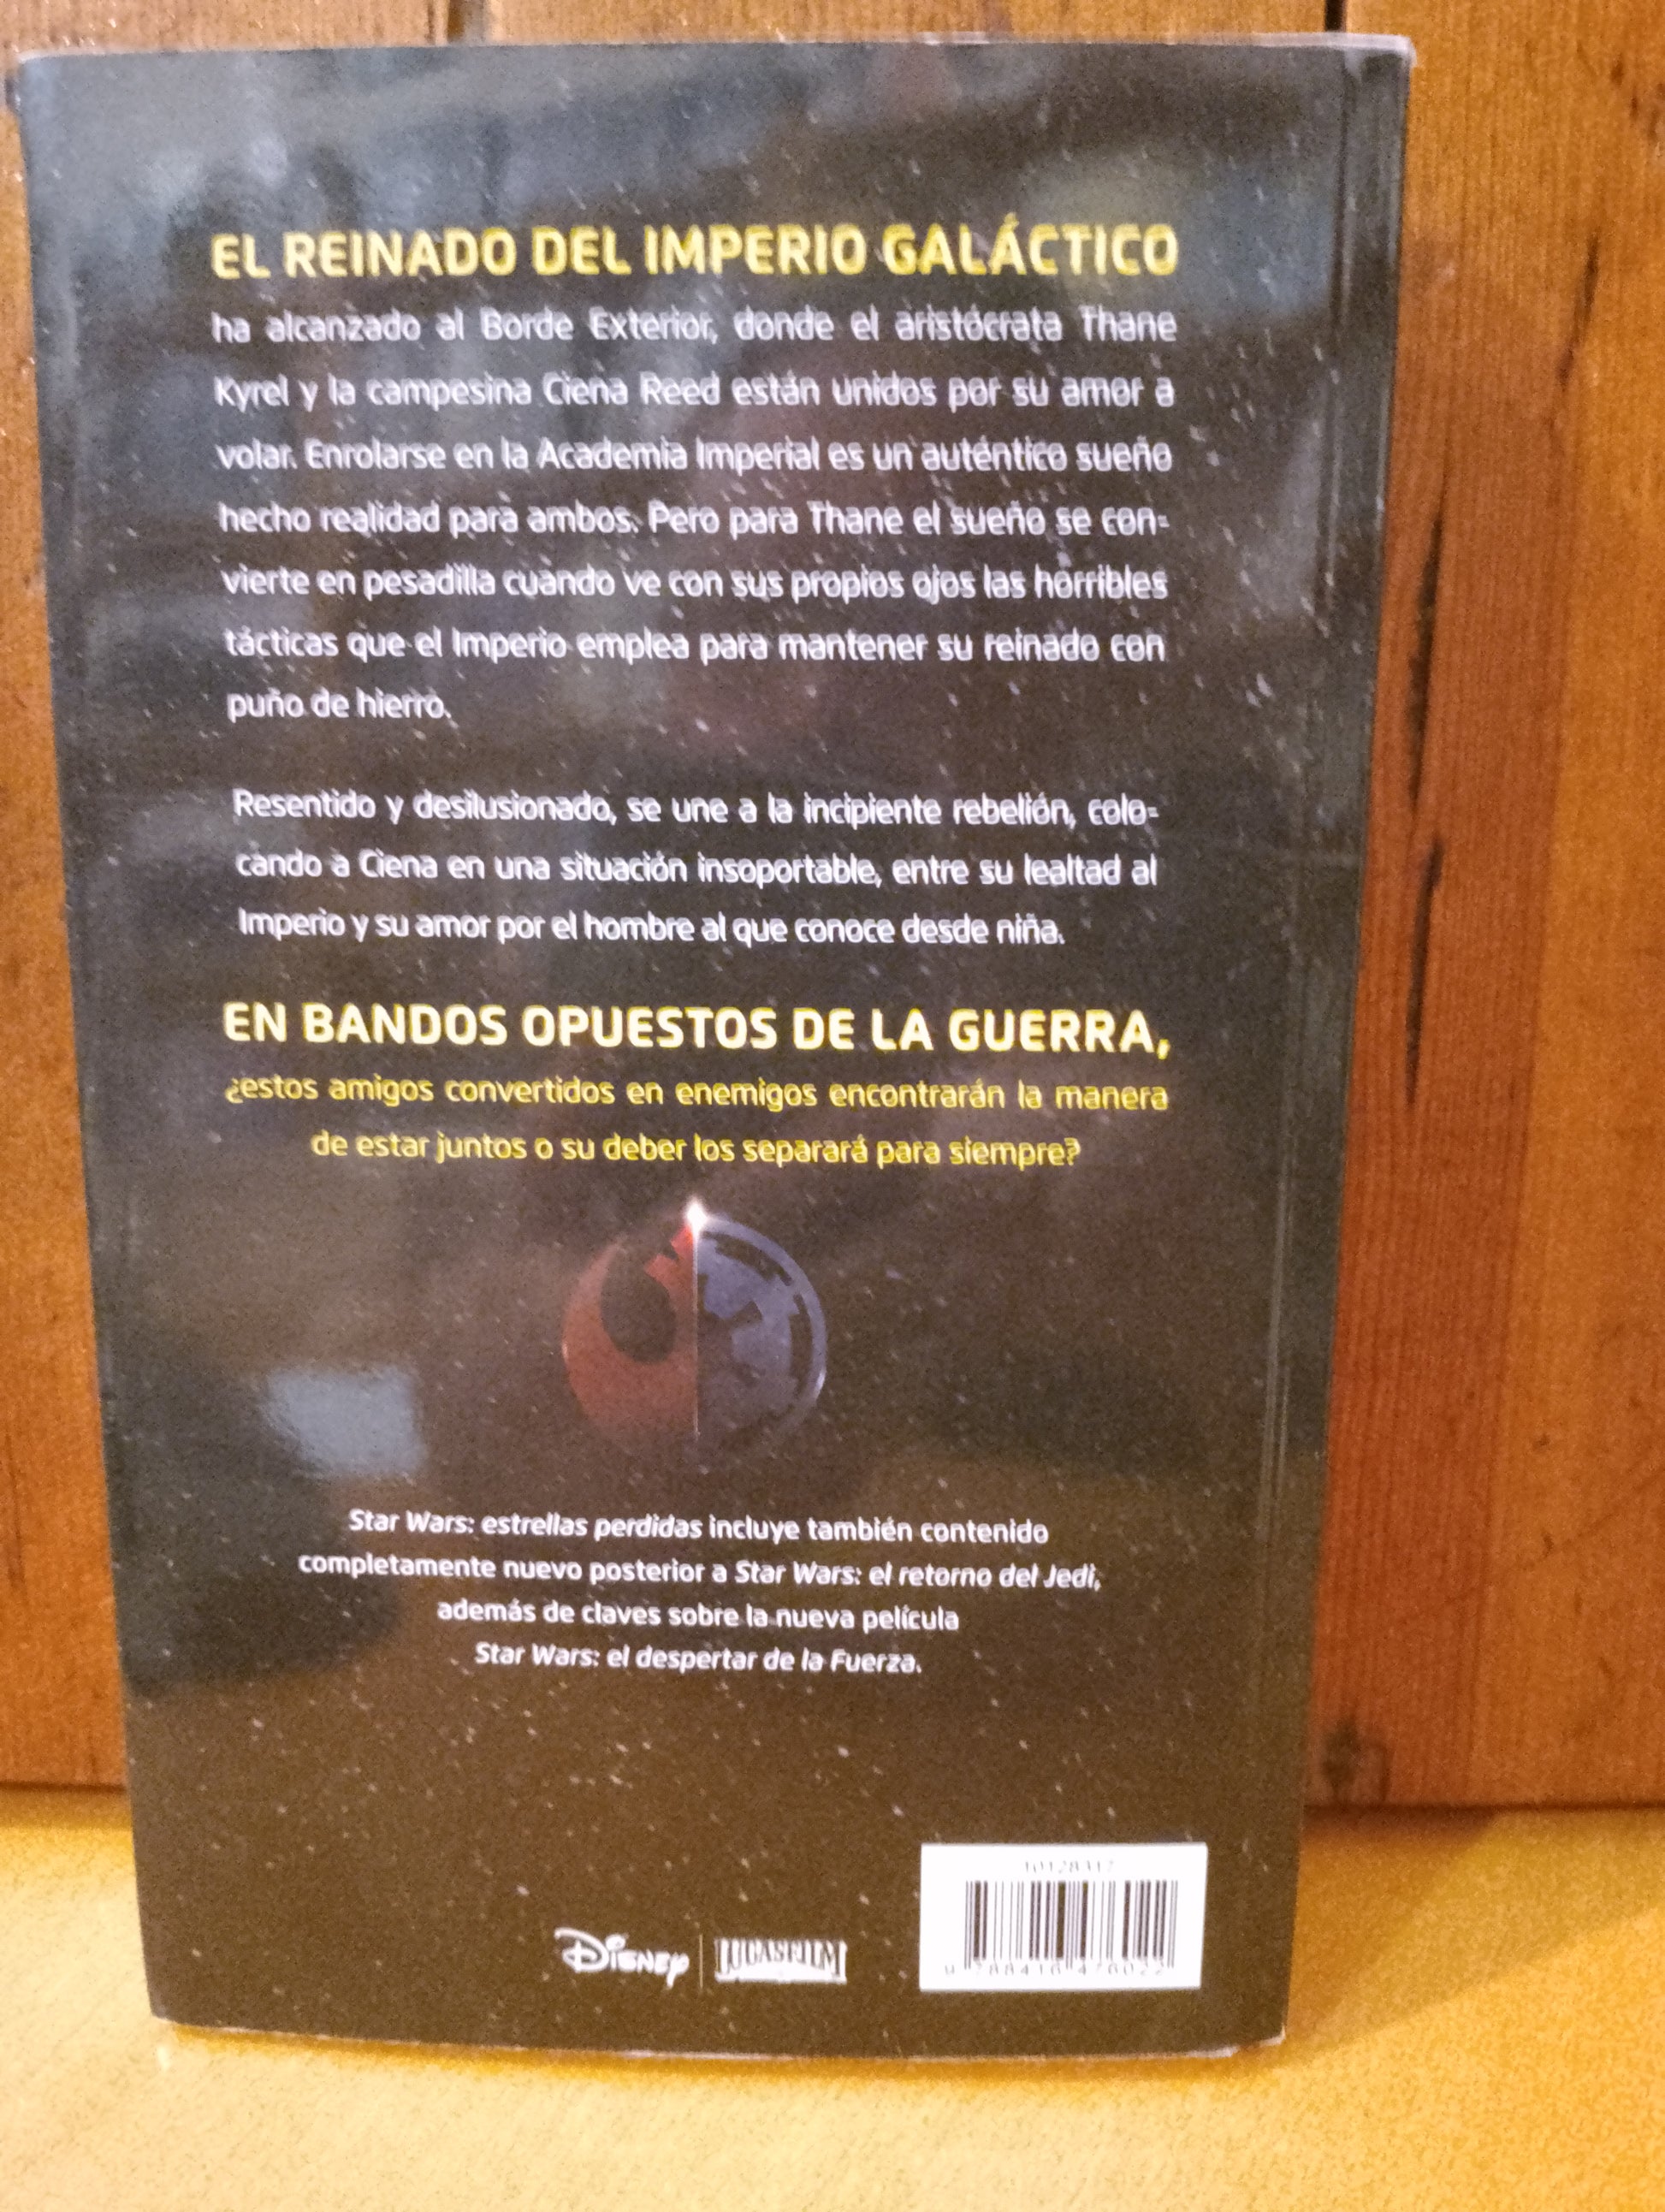 EL REINADO DEL IMPERIO GALÁCTICO
ha alcanzado al Borde Exterior, donde el aristócrata Thane
Kyrel y la campesina Ciena Reed están unidos por su amor a
volar. Enrolarse en la Academia Imperial es un auténtico sueño
hecho realidad para ambos. Pero para Thane el sueño se con-
vierte en pesadilla cuando ve con sus propios ojos las horribles
tácticas que el Imperio emplea para mantener su reinado con
puño de hierro.
Resentido y desilusionado, se une a la incipiente rebelión, colo-
cando a Ciena en una situación insoportable, entre su lealtad al
Imperio y su amor por el hombre al que conoce desde niña.
EN BANDOS OPUESTOS DE LA GUERRA,
¿estos amigos convertidos en enemigos encontrarán la manera
de estar juntos o su deber los separará para siempre?
Star Wars: estrellas perdidas incluye también contenido
completamente nuevo posterior a Star Wars: el retorno del Jedi,
además de claves sobre la nueva película
Star Wars: el despertar de la Fuerza.
10128317
Disney LUCASFILM
9 788416 476022